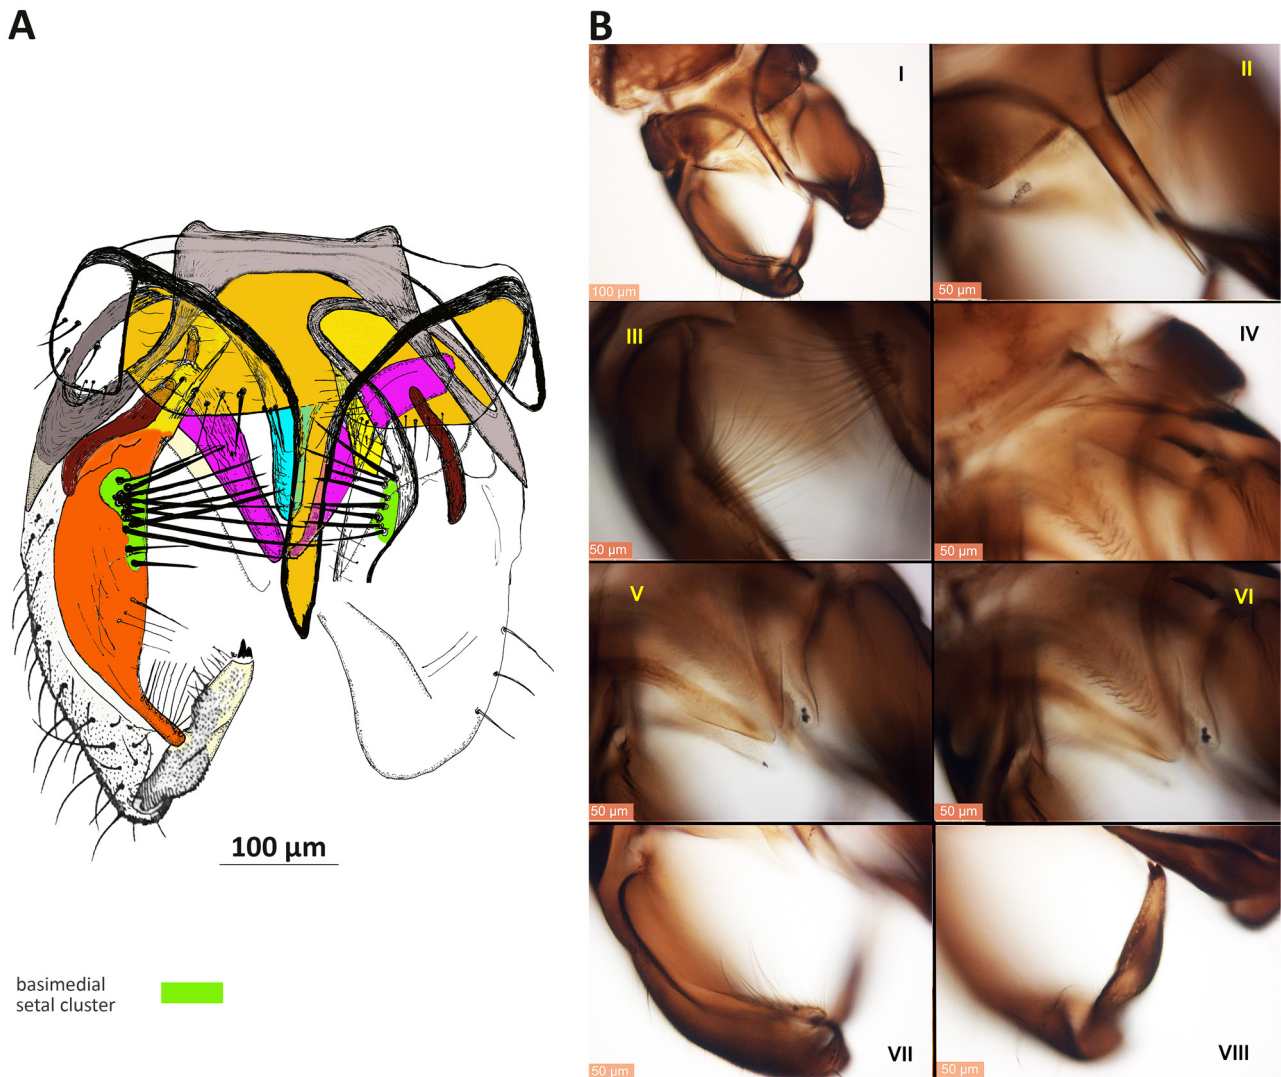 A
B
I
II
100 µm
50 µm
III
IV
50 µm
50 µm
V
VI
50 µm
50 µm
VII
VIII
50 µm
50 µm
100 µm
basimedial
setal cluster